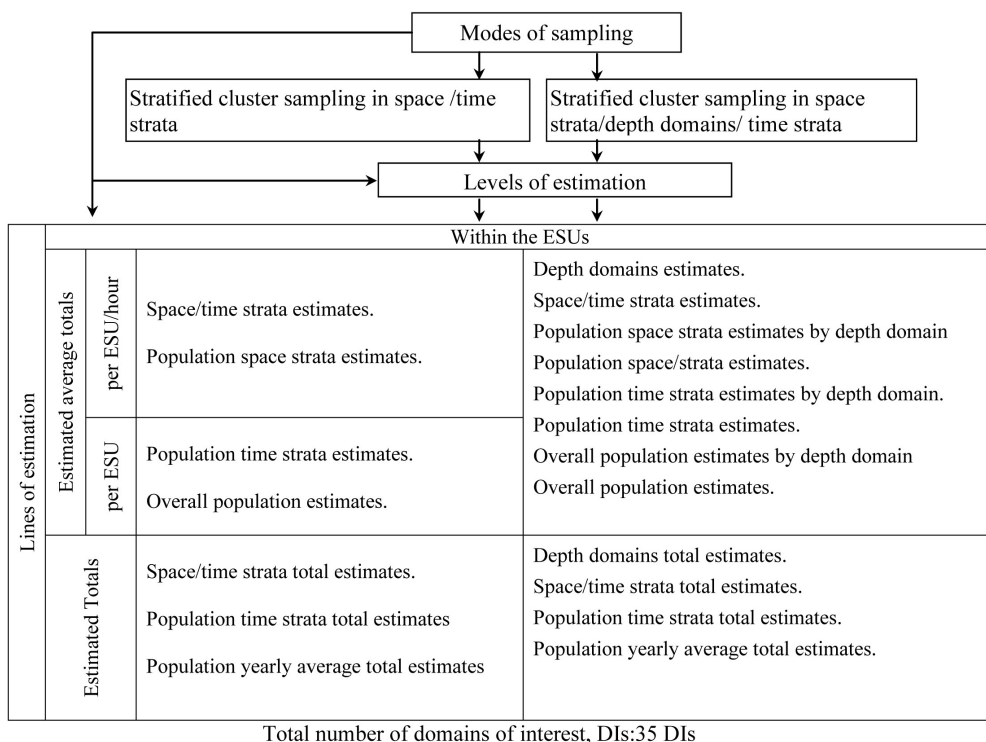 Modes of sampling
Stratified cluster sampling in space /time
strata
Stratified cluster sampling in space
strata/depth domains/ time strata
Levels of estimation
Within the ESUs
Lines of estimation
Estimated average totals
per ESU/hour
Space/time strata estimates.
Population space strata estimates.
per ESU
Population time strata estimates.
Overall population estimates.
Depth domains estimates.
Space/time strata estimates.
Population space strata estimates by depth domain
Population space/strata estimates.
Population time strata estimates by depth domain.
Population time strata estimates.
Overall population estimates by depth domain
Overall population estimates.
Estimated Totals
Space/time strata total estimates.
Population time strata total estimates
Population yearly average total estimates
Depth domains total estimates.
Space/time strata total estimates.
Population time strata total estimates.
Population yearly average total estimates.
Total number of domains of interest, DIs:35 DIs